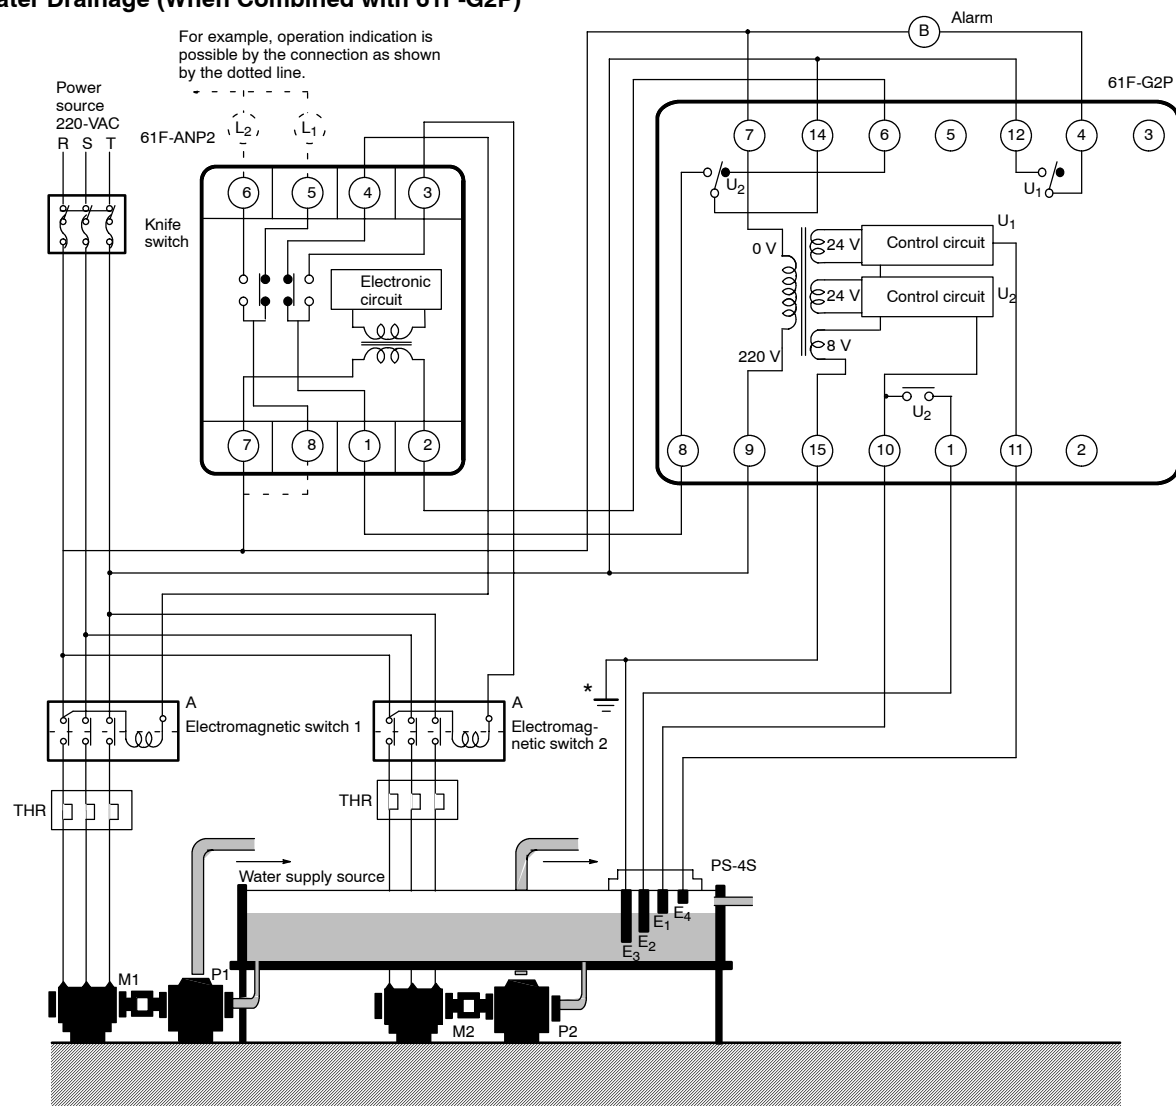 ater Drainage (When Combined with 61F-G2P)
For example, operation indication is
possible by the connection as shown
by the dotted line.
B
Alarm
61F-G2P
Power
source
220-VAC
R S T
61F-ANP2
L2
L1
7
14
6
5
12
4
3
6
5
4
3
U2
U1
Knife
switch
U1
0 V
24 V
Control circuit
Electronic
circuit
24 V
Control circuit
U2
220 V
8 V
U2
7
8
1
2
8
9
15
10
1
11
2
*
A
Electromagnetic switch 1
A
Electromag-
netic switch 2
THR
THR
PS-4S
Water supply source
E3
E2
E1
E4
M1
P1
M2
P2